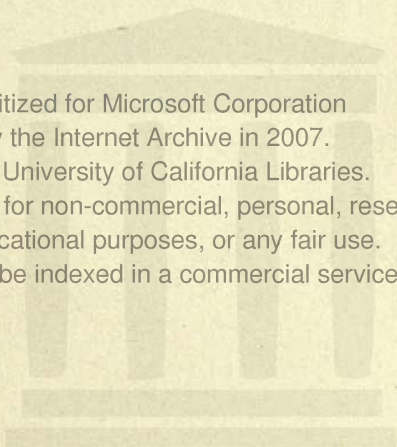 itized for Microsoft Corporation
the Internet Archive in 2007.
University of California Libraries.
for non-commercial, personal, rese
cational purposes, or any fair use.
be indexed in a commercial service